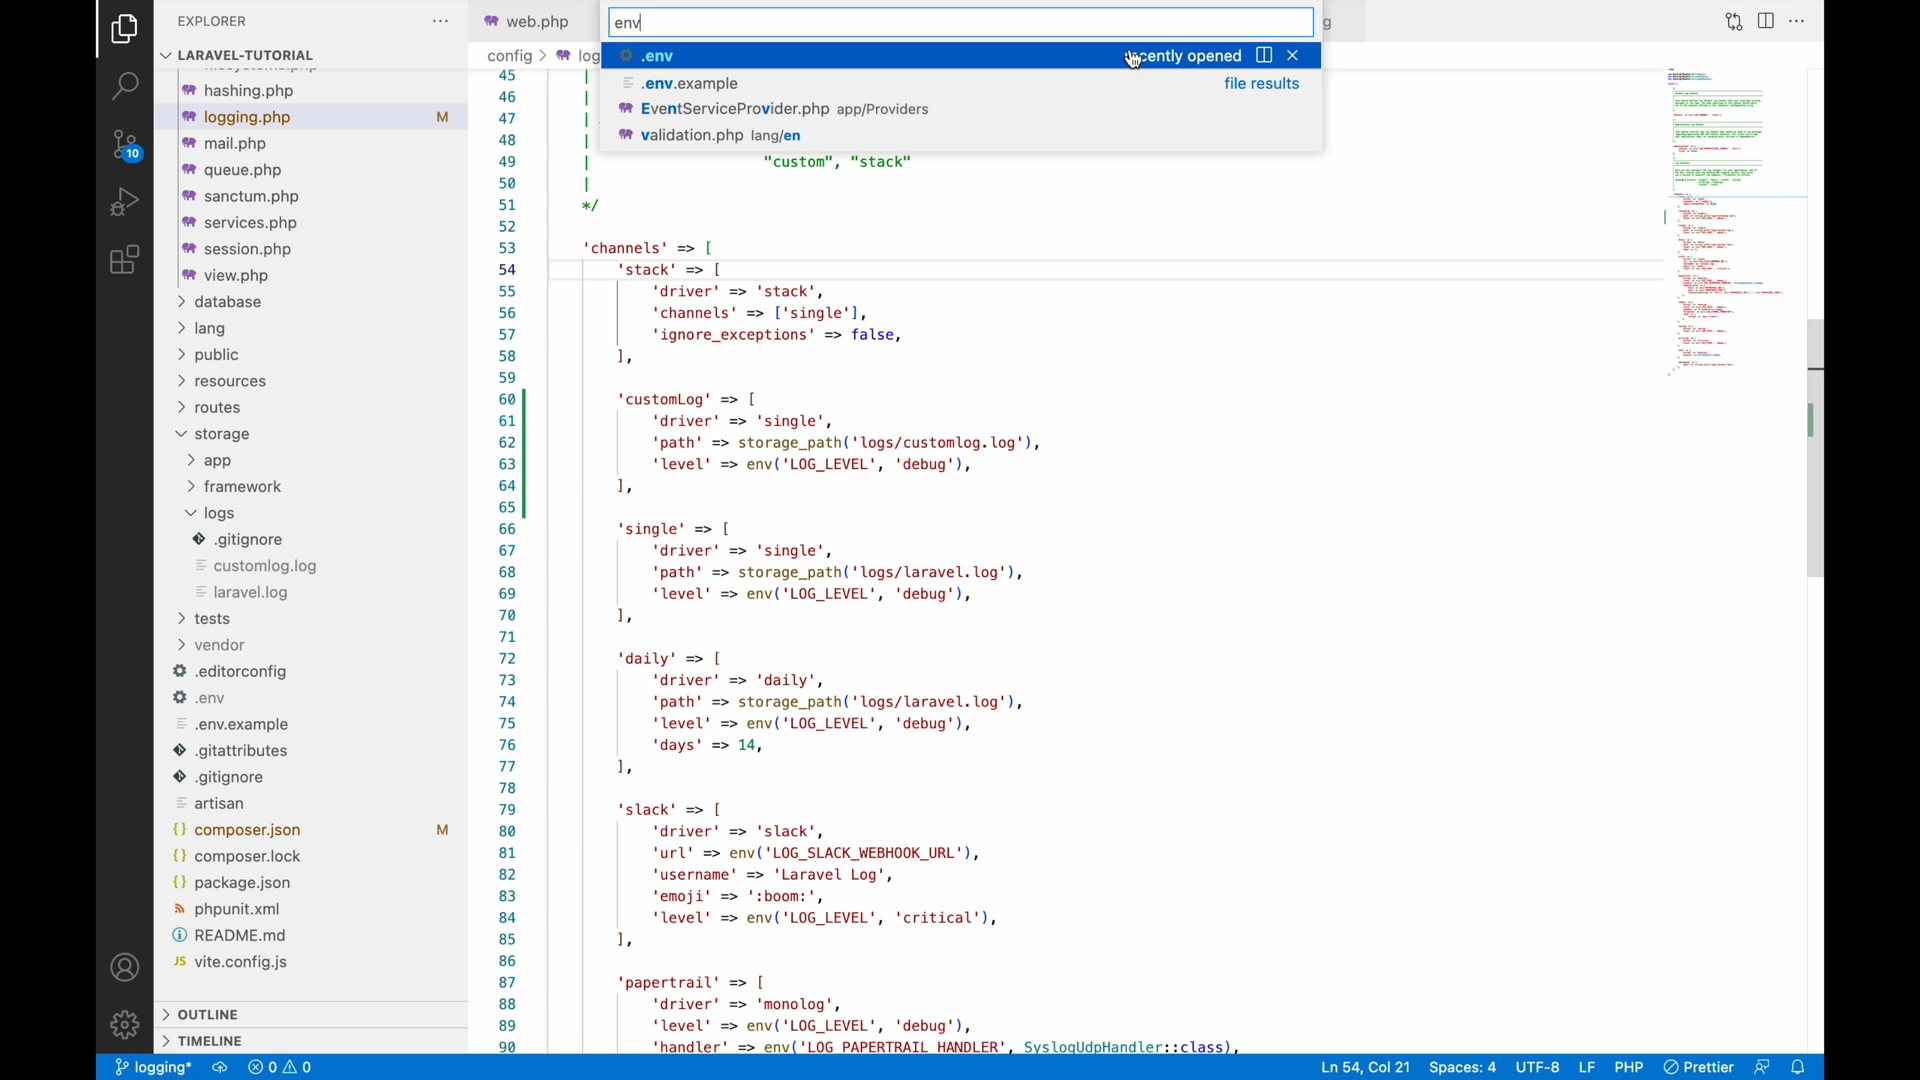 EXPLORER
LARAVEL-TUTORIAL
hashing.php
logging.php M
mail.php
queue.php
sanctum.php
services.php
session.php
view.php
database
lang
public
resources
routes
storage
app
framework
logs
.gitignore
customlog.log
laravel.log
tests
vendor
.editorconfig
.env
.env.example
.gitattributes
.gitignore
artisan
composer.json M
composer.lock
package.json
phpunit.xml
README.md
vite.config.js
OUTLINE
TIMELINE
10
web.php
env
config > log
.env cently opened
.env.example file results
EventServiceProvider.php app/Providers
validation.php lang/en
45
46
47
48
49 "custom", "stack"
50
51 */
52
53 'channels' => [
54 'stack' => [
55 'driver' => 'stack',
56 'channels' => ['single'],
57 'ignore_exceptions' => false,
58 ],
59
60 'customLog' => [
61 'driver' => 'single',
62 'path' => storage_path('logs/customlog.log'),
63 'level' => env('LOG_LEVEL', 'debug'),
64 ],
65
66 'single' => [
67 'driver' => 'single',
68 'path' => storage_path('logs/laravel.log'),
69 'level' => env('LOG_LEVEL', 'debug'),
70 ],
71
72 'daily' => [
73 'driver' => 'daily',
74 'path' => storage_path('logs/laravel.log'),
75 'level' => env('LOG_LEVEL', 'debug'),
76 'days' => 14,
77 ],
78
79 'slack' => [
80 'driver' => 'slack',
81 'url' => env('LOG_SLACK_WEBHOOK_URL'),
82 'username' => 'Laravel Log',
83 'emoji' => ':boom:',
84 'level' => env('LOG_LEVEL', 'critical'),
85 ],
86
87 'papertrail' => [
88 'driver' => 'monolog',
89 'level' => env('LOG_LEVEL', 'debug'),
90 'handler' => env('LOG_PAPERTRAIL_HANDLER', SyslogUdpHandler::class),
logging* 0 0 Ln 54, Col 21 Spaces: 4 UTF-8 LF PHP Prettier